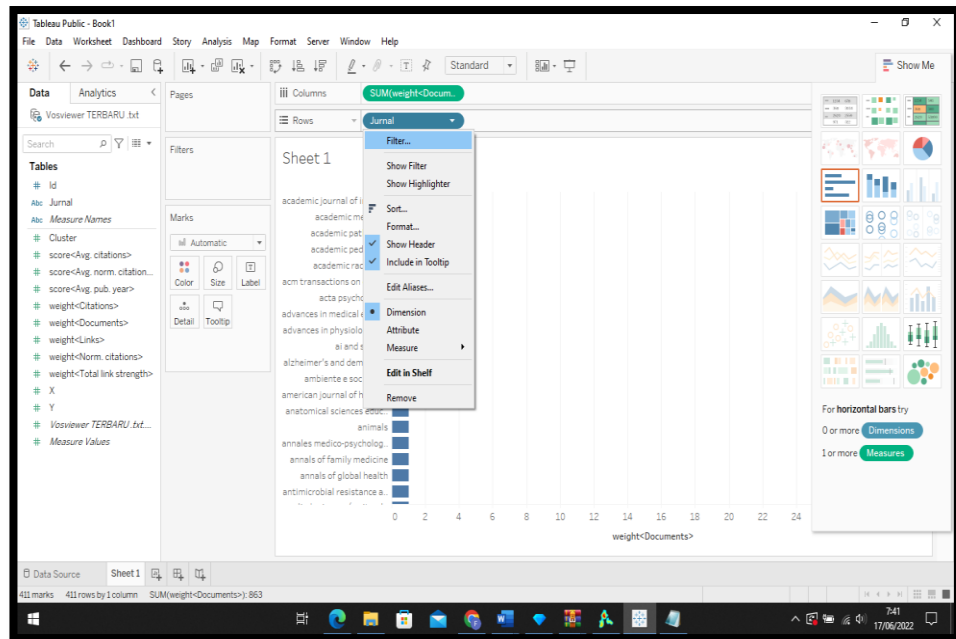 Tableau Public - Book1
File Data Worksheet Dashboard Story Analysis Map Format Server Window Help
Standard
Show Me
Data Analytics
Pages
Columns
SUM(weight<Docum..
Vosviewer TERBARU .txt
Rows
Jurnal
Search
Filters
Tables
# Id
Abc Jurnal
Abc Measure Names
# Cluster
# score<Avg. citations>
# score<Avg. norm. citation...
# score<Avg. pub. year>
# weight<Citations>
# weight<Documents>
# weight<Links>
# weight<Norm. citations>
# weight<Total link strength>
# X
# Y
# Vosviewer TERBARU .txt....
# Measure Values
Marks
Automatic
Color Size Label
Detail Tooltip
Sheet 1
Filter...
Show Filter
Show Highlighter
Sort...
Format...
Show Header
Include in Tooltip
Edit Aliases...
Dimension
Attribute
Measure
Edit in Shelf
Remove
academic journal of i
academic me
academic pat
academic ped
academic rac
acm transactions on
acta psycho
advances in medical e
advances in physiolo
ai and s
alzheimer's and dem
ambiente e soc
american journal of h
anatomical sciences educ..
animals
annales medico-psycholog..
annals of family medicine
annals of global health
antimicrobial resistance a..
0 2 4 6 8 10 12 14 16 18 20 22 24
weight<Documents>
For horizontal bars try
0 or more Dimensions
1 or more Measures
Data Source Sheet 1
411 marks 411 rows by 1 column SUM(weight<Documents>): 863
7:41
17/06/2022